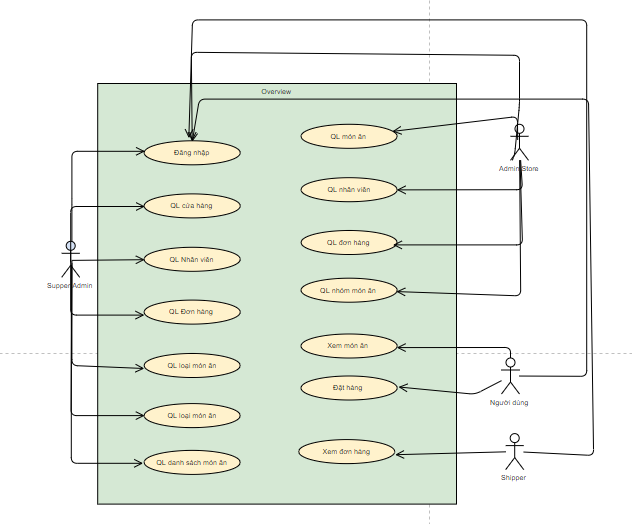 Overview
Đăng nhập
QL cửa hàng
QL Nhân viên
QL Đơn hàng
QL loại món ăn
QL loại món ăn
QL danh sách món ăn
QL món ăn
QL nhân viên
QL đơn hàng
QL nhóm món ăn
Xem món ăn
Đặt hàng
Xem đơn hàng
Supper Admin
Admin Store
Người dùng
Shipper